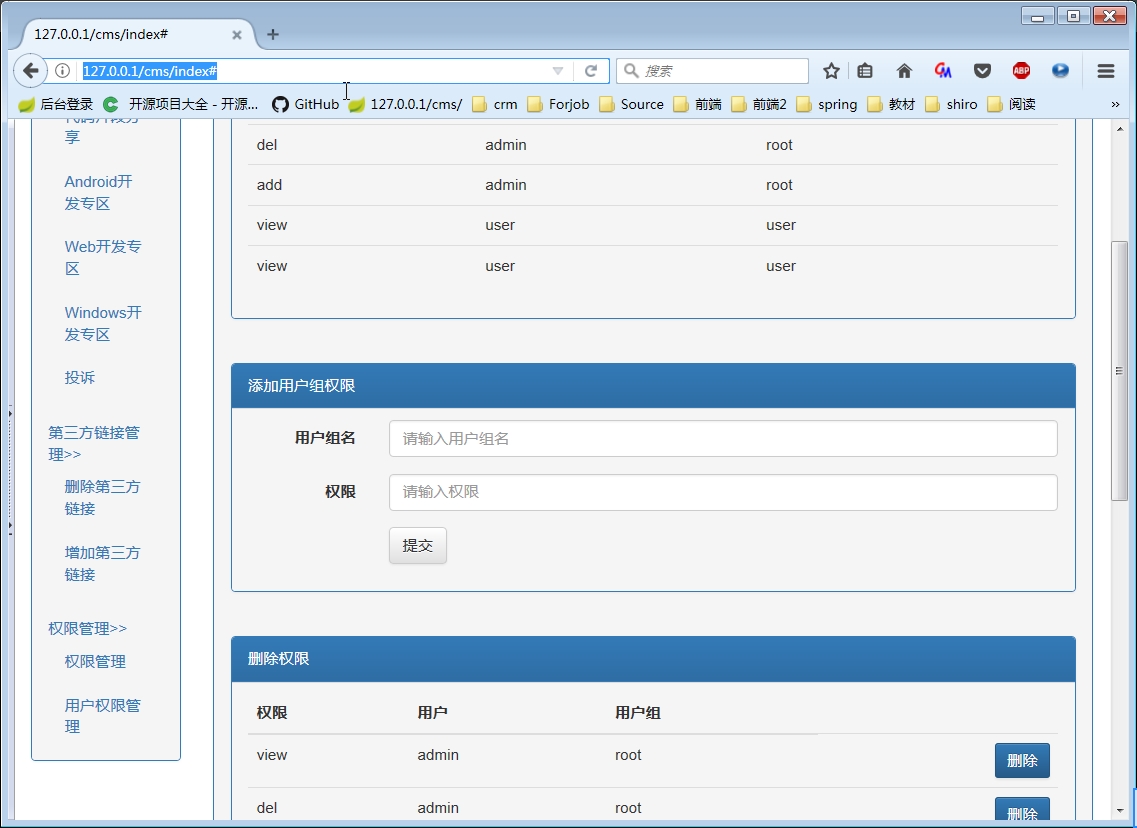 127.0.0.1/cms/index#
127.0.0.1/cms/index#
搜索
ABP
后台登录 开源项目大全 - 开源... GitHub 127.0.0.1/cms/ crm Forjob Source 前端 前端2 spring 教材 shiro 阅读 »
代码片段分
享
Android开
发专区
Web开发专
区
Windows开
发专区
投诉
第三方链接管
理>>
删除第三方
链接
增加第三方
链接
权限管理>>
权限管理
用户权限管
理
del admin root
add admin root
view user user
view user user
添加用户组权限
用户组名 请输入用户组名
权限 请输入权限
提交
删除权限
权限 用户 用户组
view admin root 删除
del admin root 删除